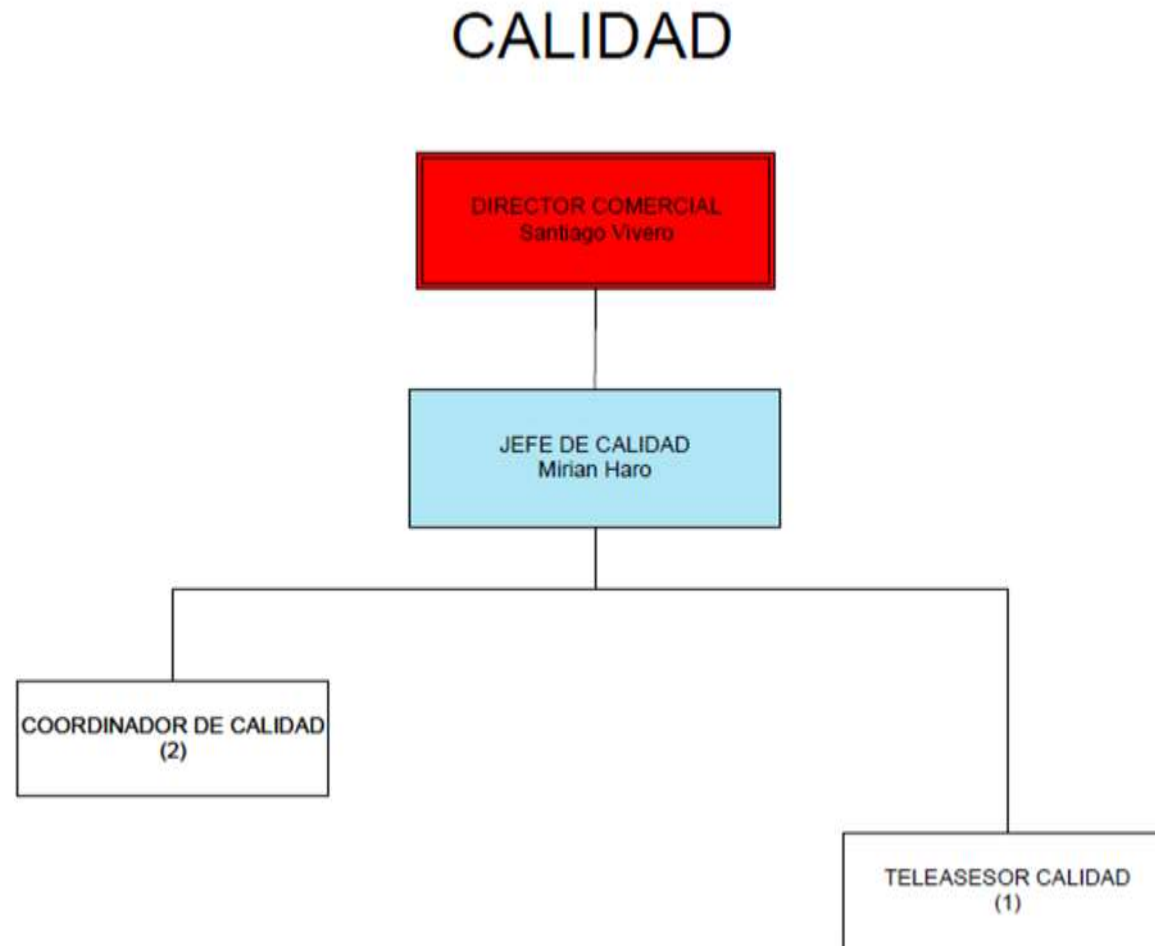 CALIDAD
DIRECTOR COMERCIAL
Santiago Vivero
JEFE DE CALIDAD
Mirian Haro
COORDINADOR DE CALIDAD
(2)
TELEASESOR CALIDAD
(1)